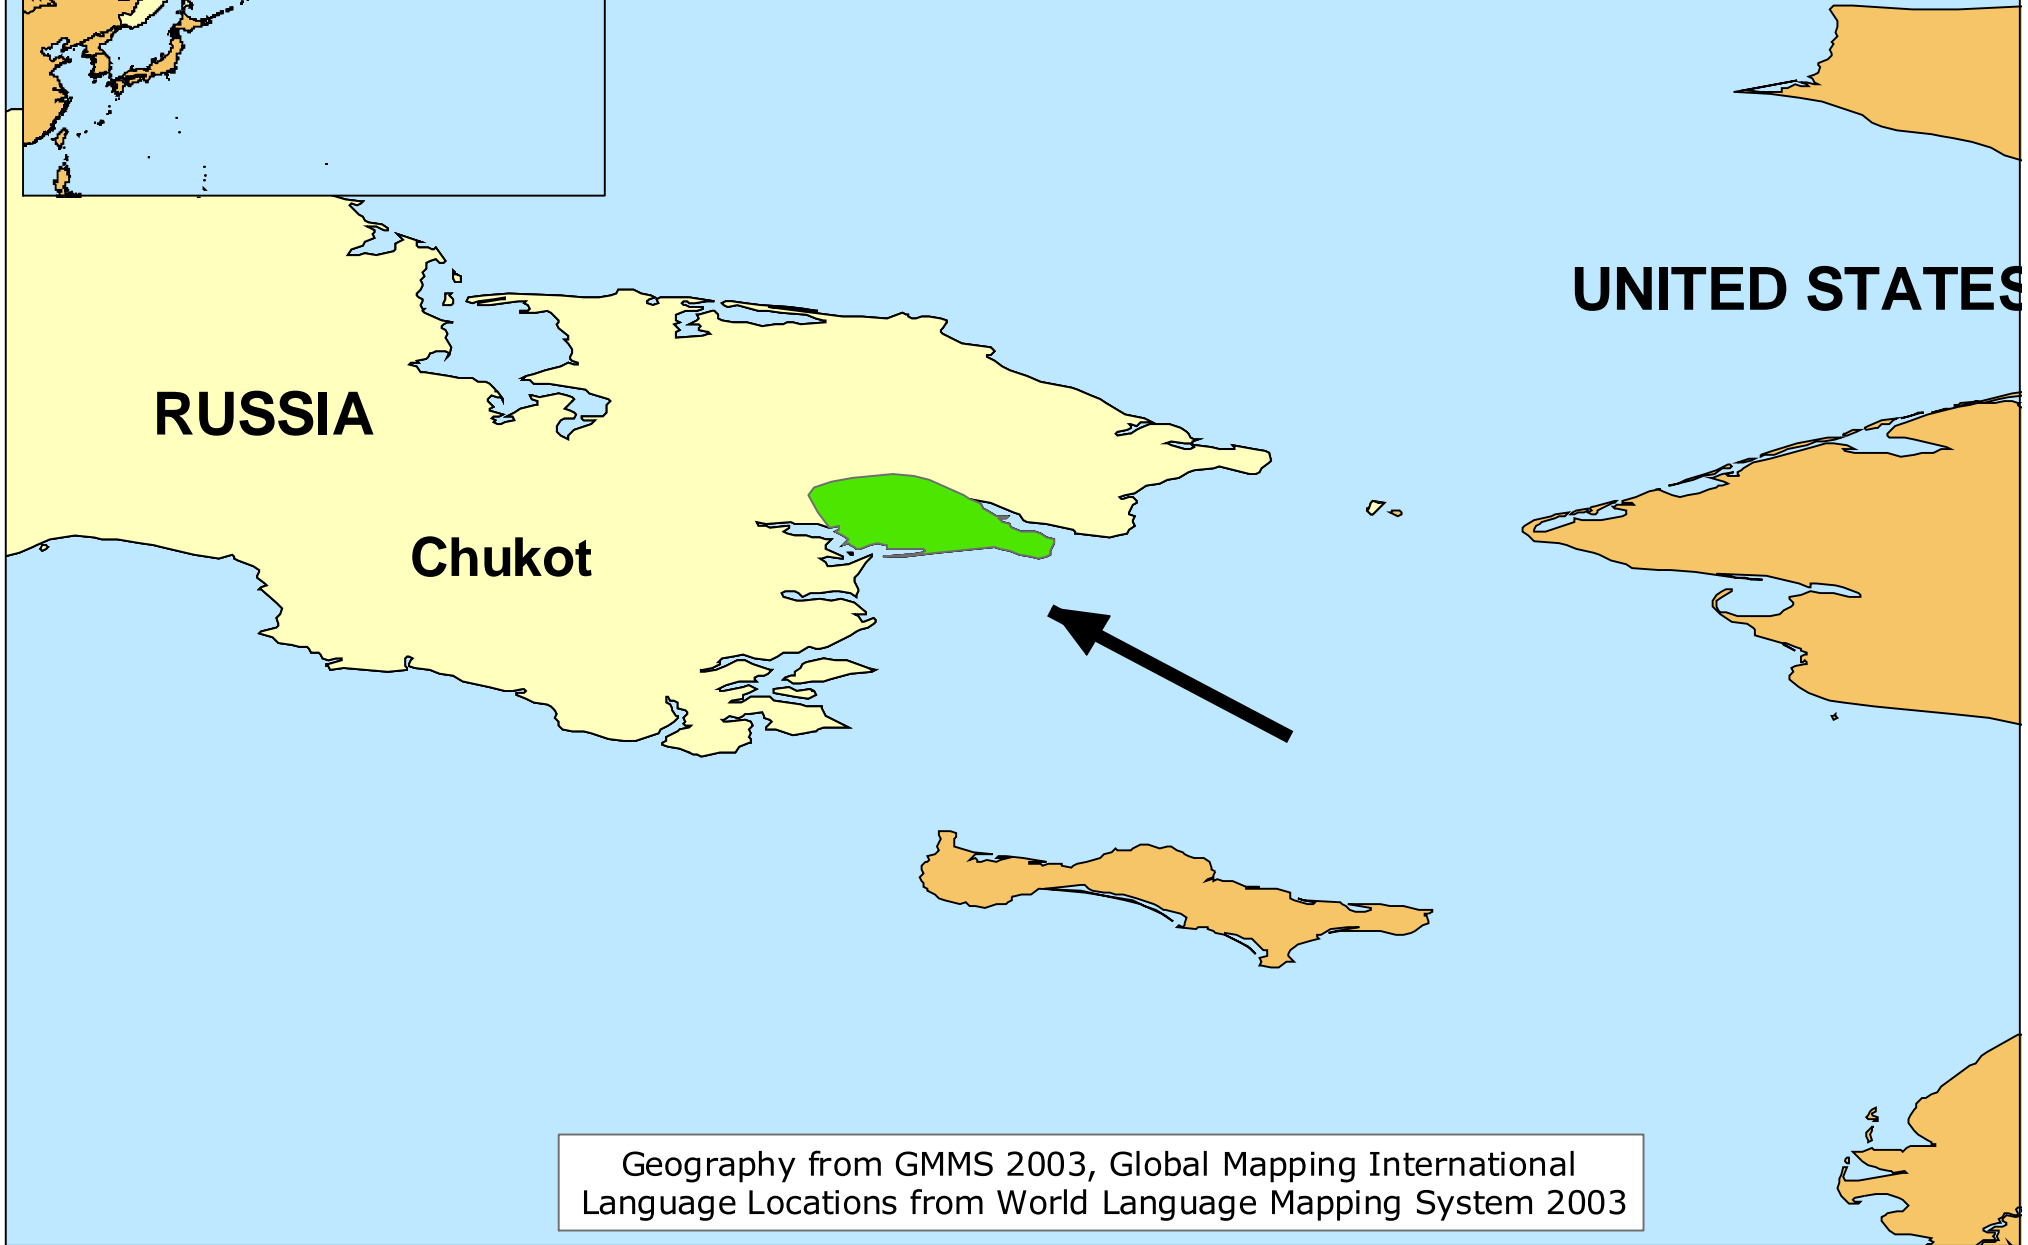 UNITED STATES
RUSSIA
Chukot
Geography from GMMS 2003, Global Mapping International
Language Locations from World Language Mapping System 2003